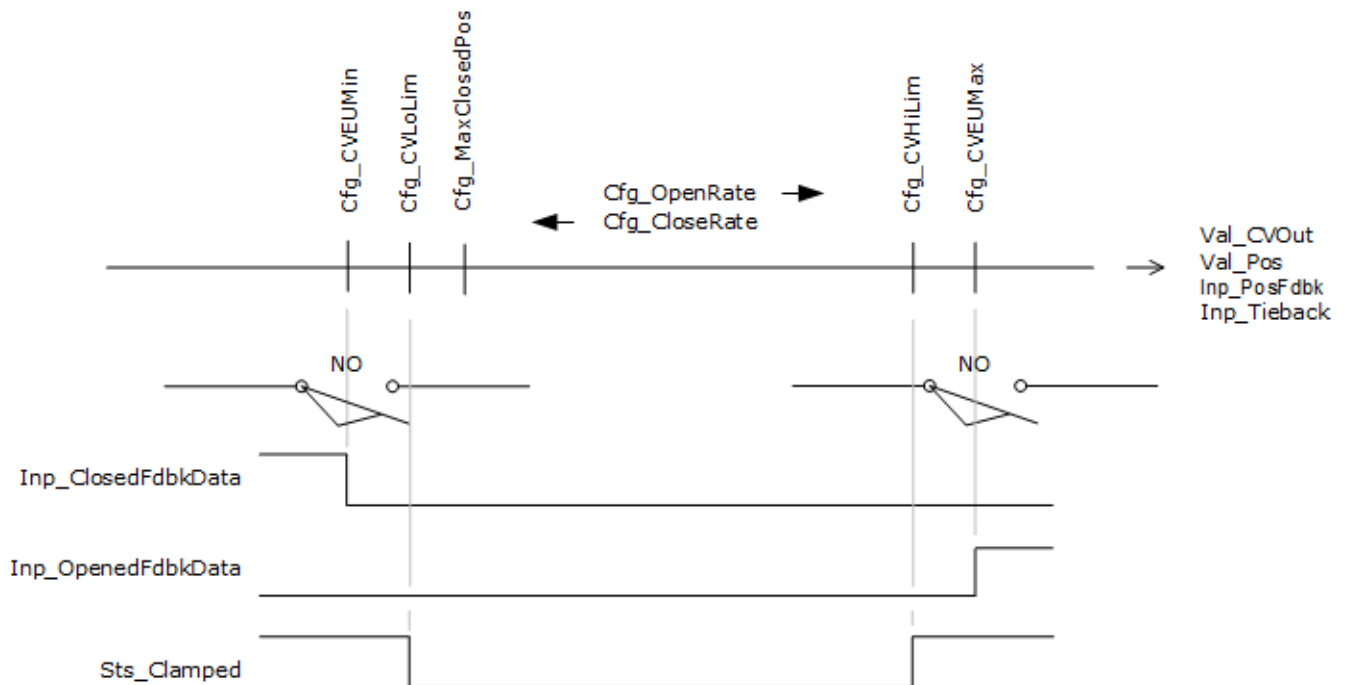 Cfg_CVEUMin
Cfg_CVLoLim
Cfg_MaxClosedPos
Cfg_OpenRate
Cfg_CloseRate
Cfg_CVHiLim
Cfg_CVEUMax
Val_CVOut
Val_Pos
Inp_PosFdbk
Inp_Tieback
NO
NO
Inp_ClosedFdbkData
Inp_OpenedFdbkData
Sts_Clamped